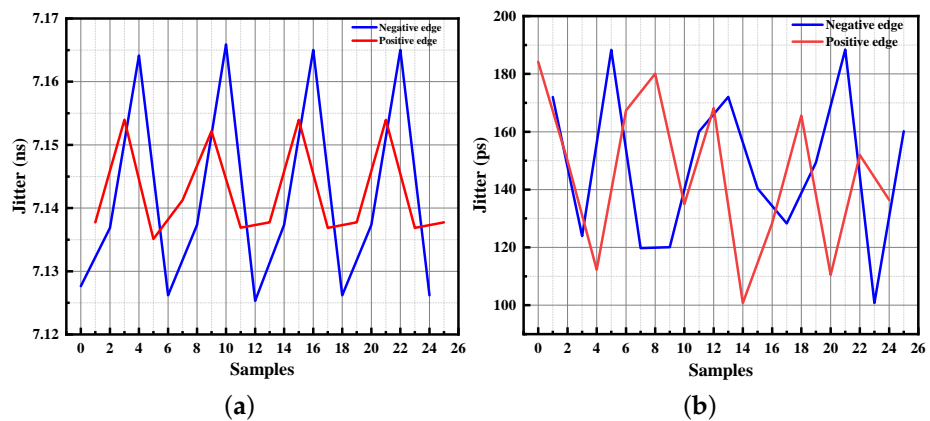 7.17
Negative edge
Positive edge
7.16
7.15
7.14
7.13
7.12
Jitter (ns)
0 2 4 6 8 10 12 14 16 18 20 22 24 26
Samples
(a)
200
Negative edge
Positive edge
180
160
140
120
100
80
Jitter (ps)
0 2 4 6 8 10 12 14 16 18 20 22 24 26
Samples
(b)